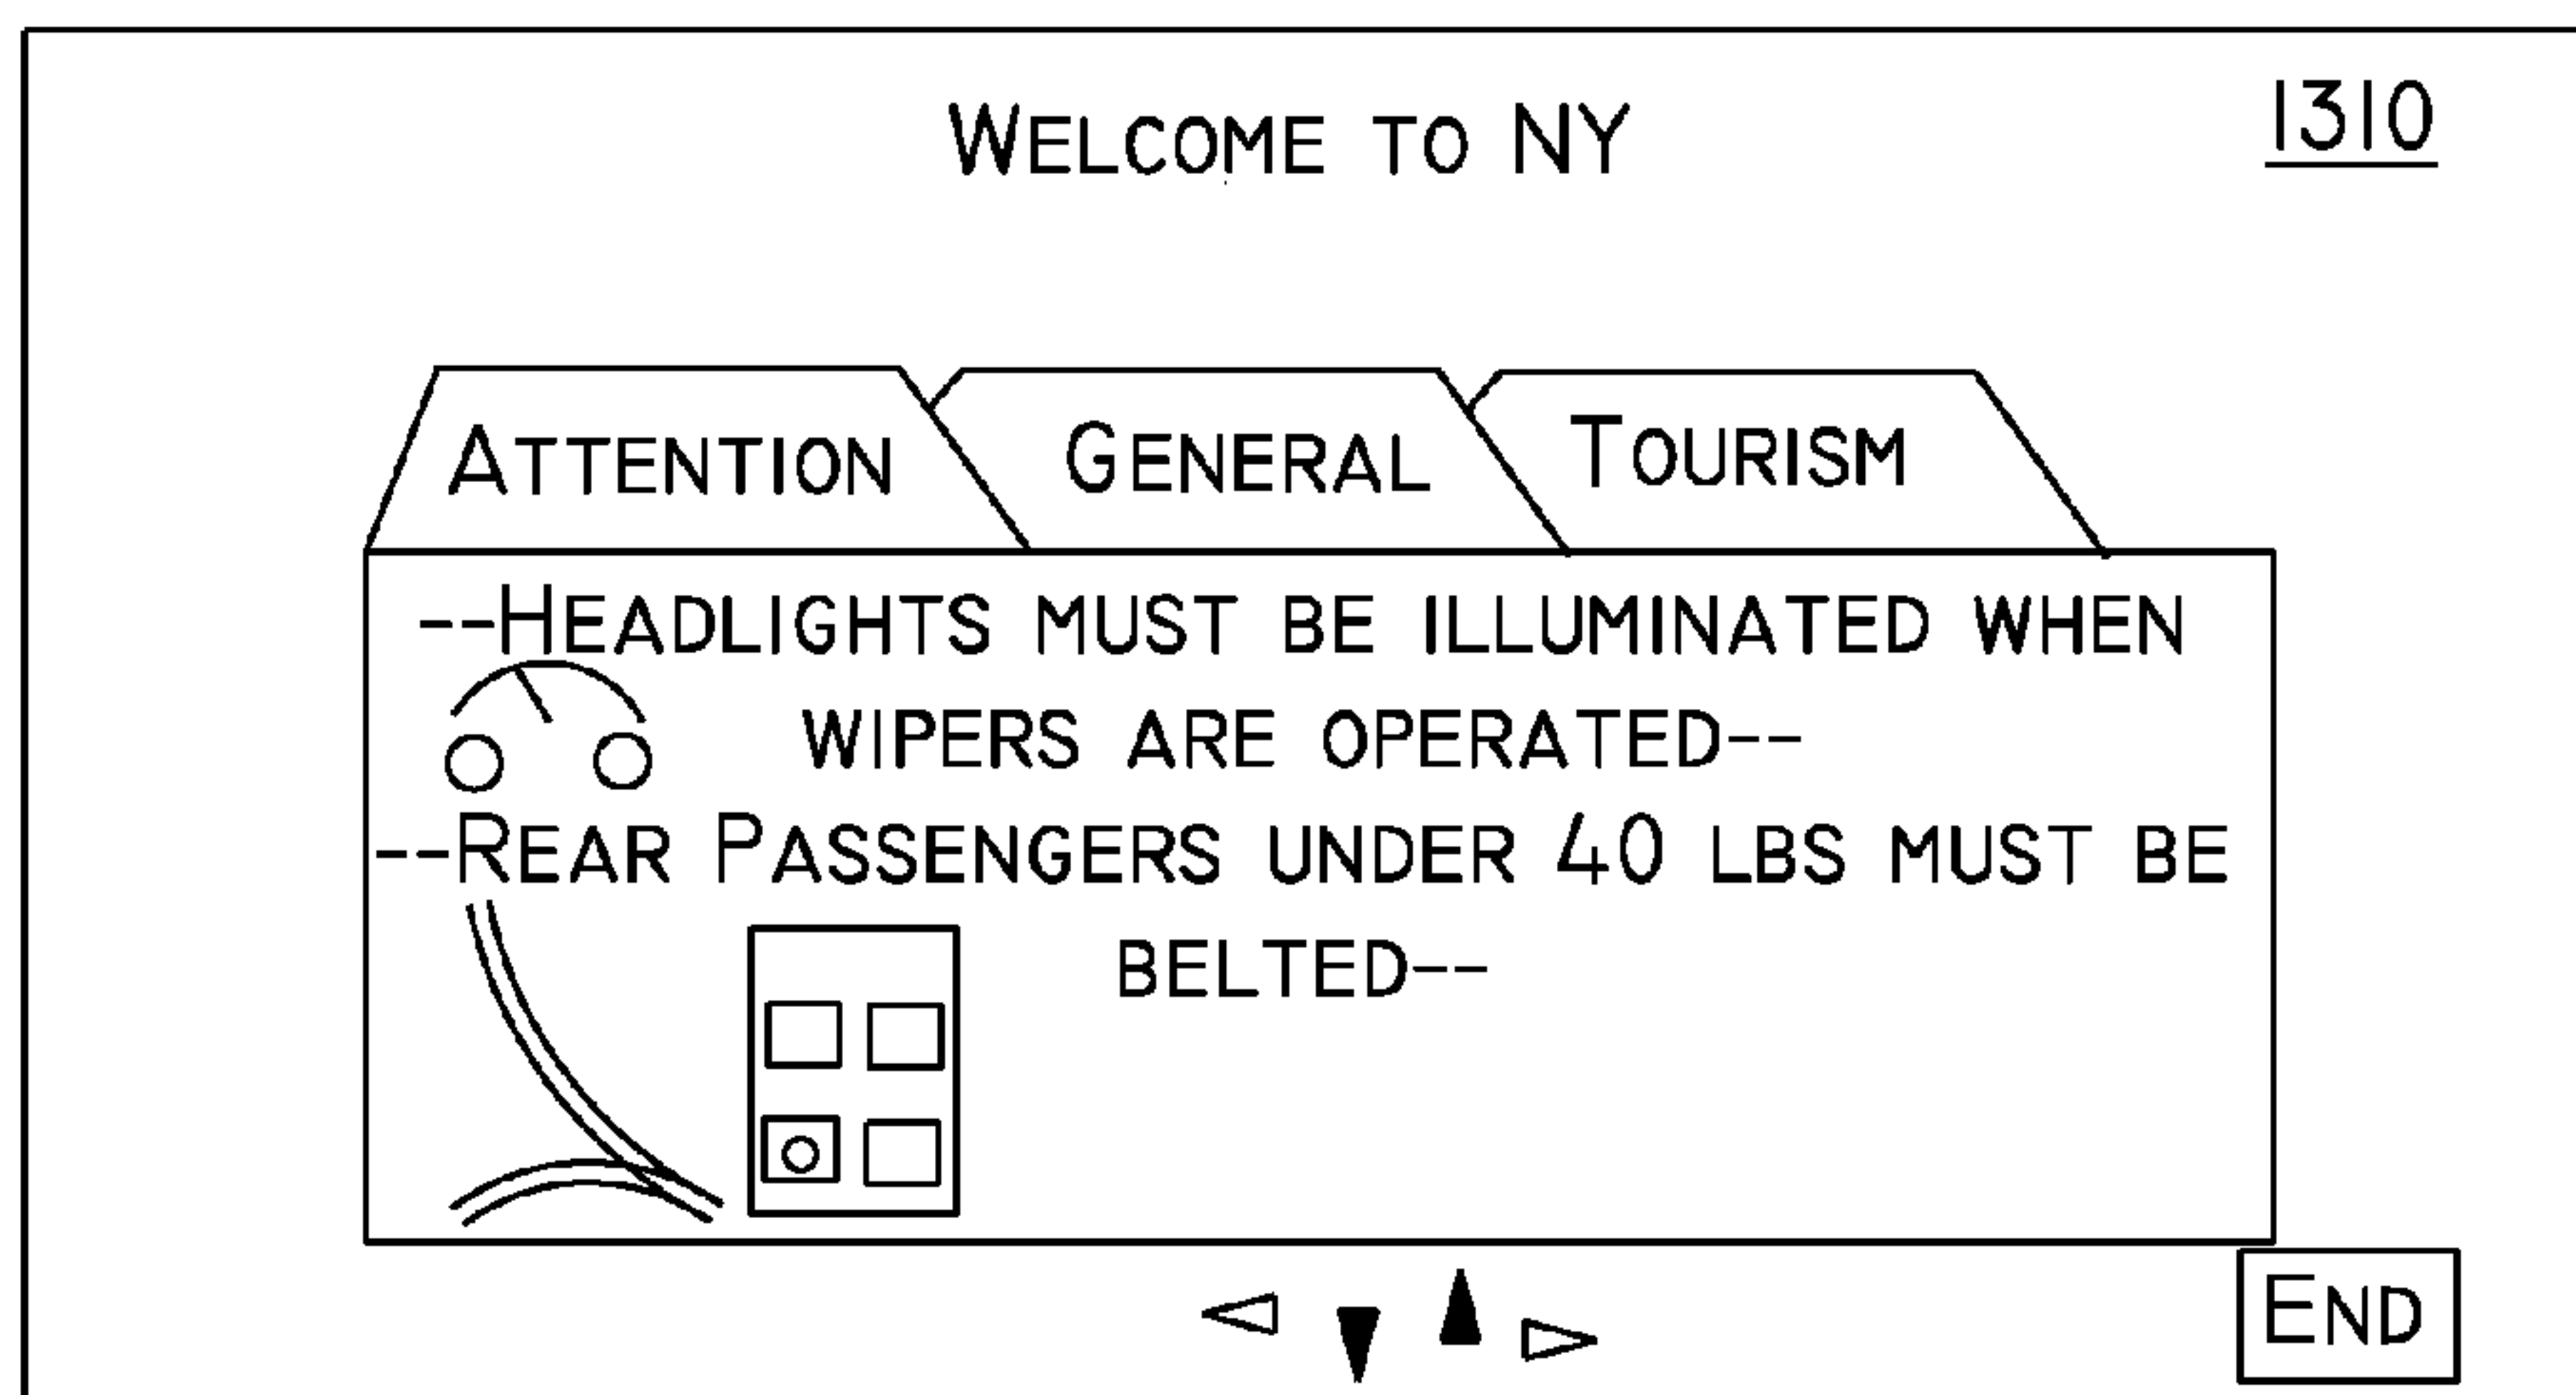 WELCOME TO NY
1310
ATTENTION GENERAL TOURISM
--HEADLIGHTS MUST BE ILLUMINATED WHEN
WIPERS ARE OPERATED--
--REAR PASSENGERS UNDER 40 LBS MUST BE
BELTED--
END